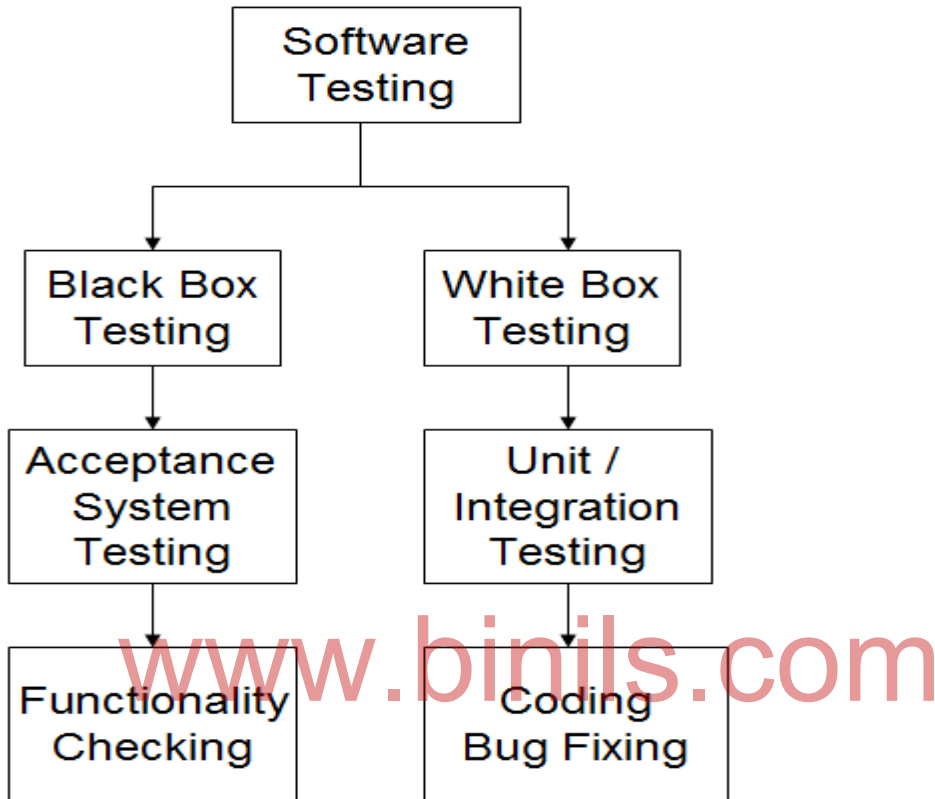 Software
Testing
Black Box
Testing
White Box
Testing
Acceptance
System
Testing
Unit /
Integration
Testing
www.binils.com
Functionality
Checking
Coding
Bug Fixing